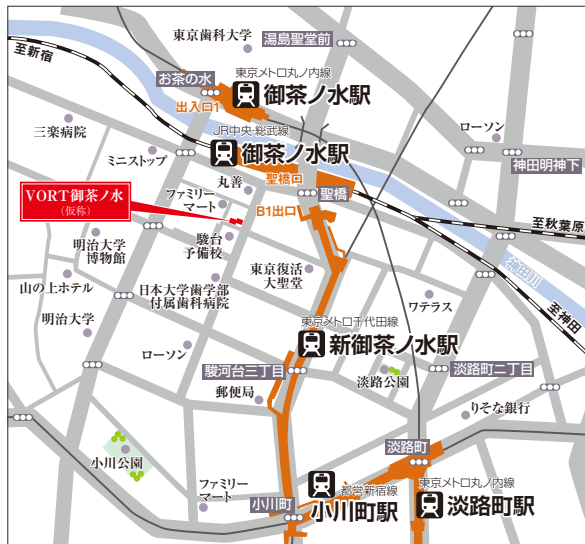 東京歯科大学
湯島聖堂前
至新宿
お茶の水
東京メトロ丸ノ内線
御茶ノ水駅
出入口1
三楽病院
JR中央・総武線
御茶ノ水駅
ローソン
ミニストップ
神田明神下
丸善
聖橋口
聖橋
VORT御茶ノ水
(仮称)
ファミリー
マート
B1出口
至秋葉原
明治大学
博物館
駿台
予備校
神田川
山の上ホテル
日本大学歯学部
付属歯科病院
東京復活
大聖堂
ワテラス
至神田
明治大学
東京メトロ千代田線
新御茶ノ水駅
ローソン
駿河台三丁目
淡路公園
淡路町二丁目
郵便局
りそな銀行
小川公園
淡路町
ファミリー
マート
小川町
都営新宿線
小川町駅
東京メトロ丸ノ内線
淡路町駅